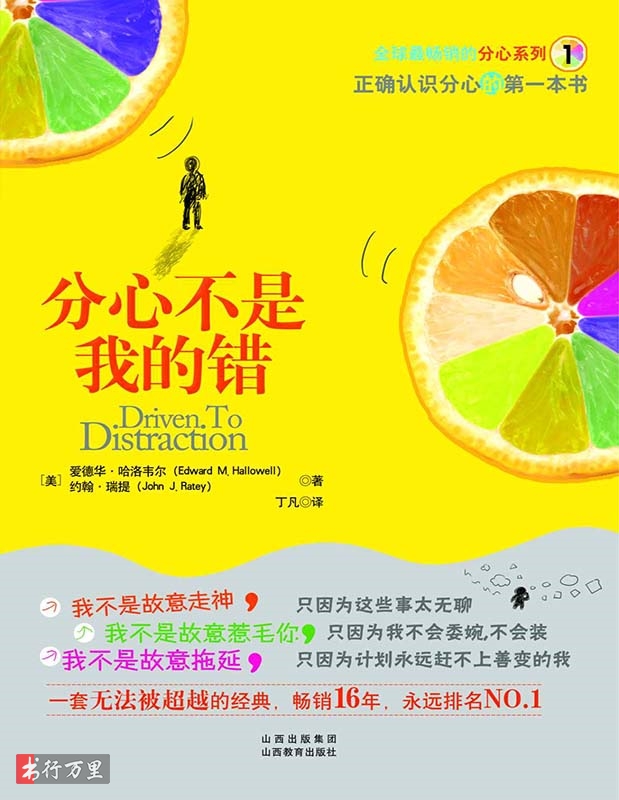 全球最畅销的分心系列 1
正确认识分心的第一本书
分心不是
我的错
Driven To
Distraction
[美] 爱德华·哈洛韦尔（Edward M. Hallowell）
约翰·瑞提（John J. Ratey） ◎著
丁凡◎译
我不是故意走神，只因为这些事太无聊
我不是故意惹毛你，只因为我不会委婉,不会装
我不是故意拖延，只因为计划永远赶不上善变的我
一套无法被超越的经典，畅销16年，永远排名NO.1
山西出版集团
山西教育出版社
书行万里